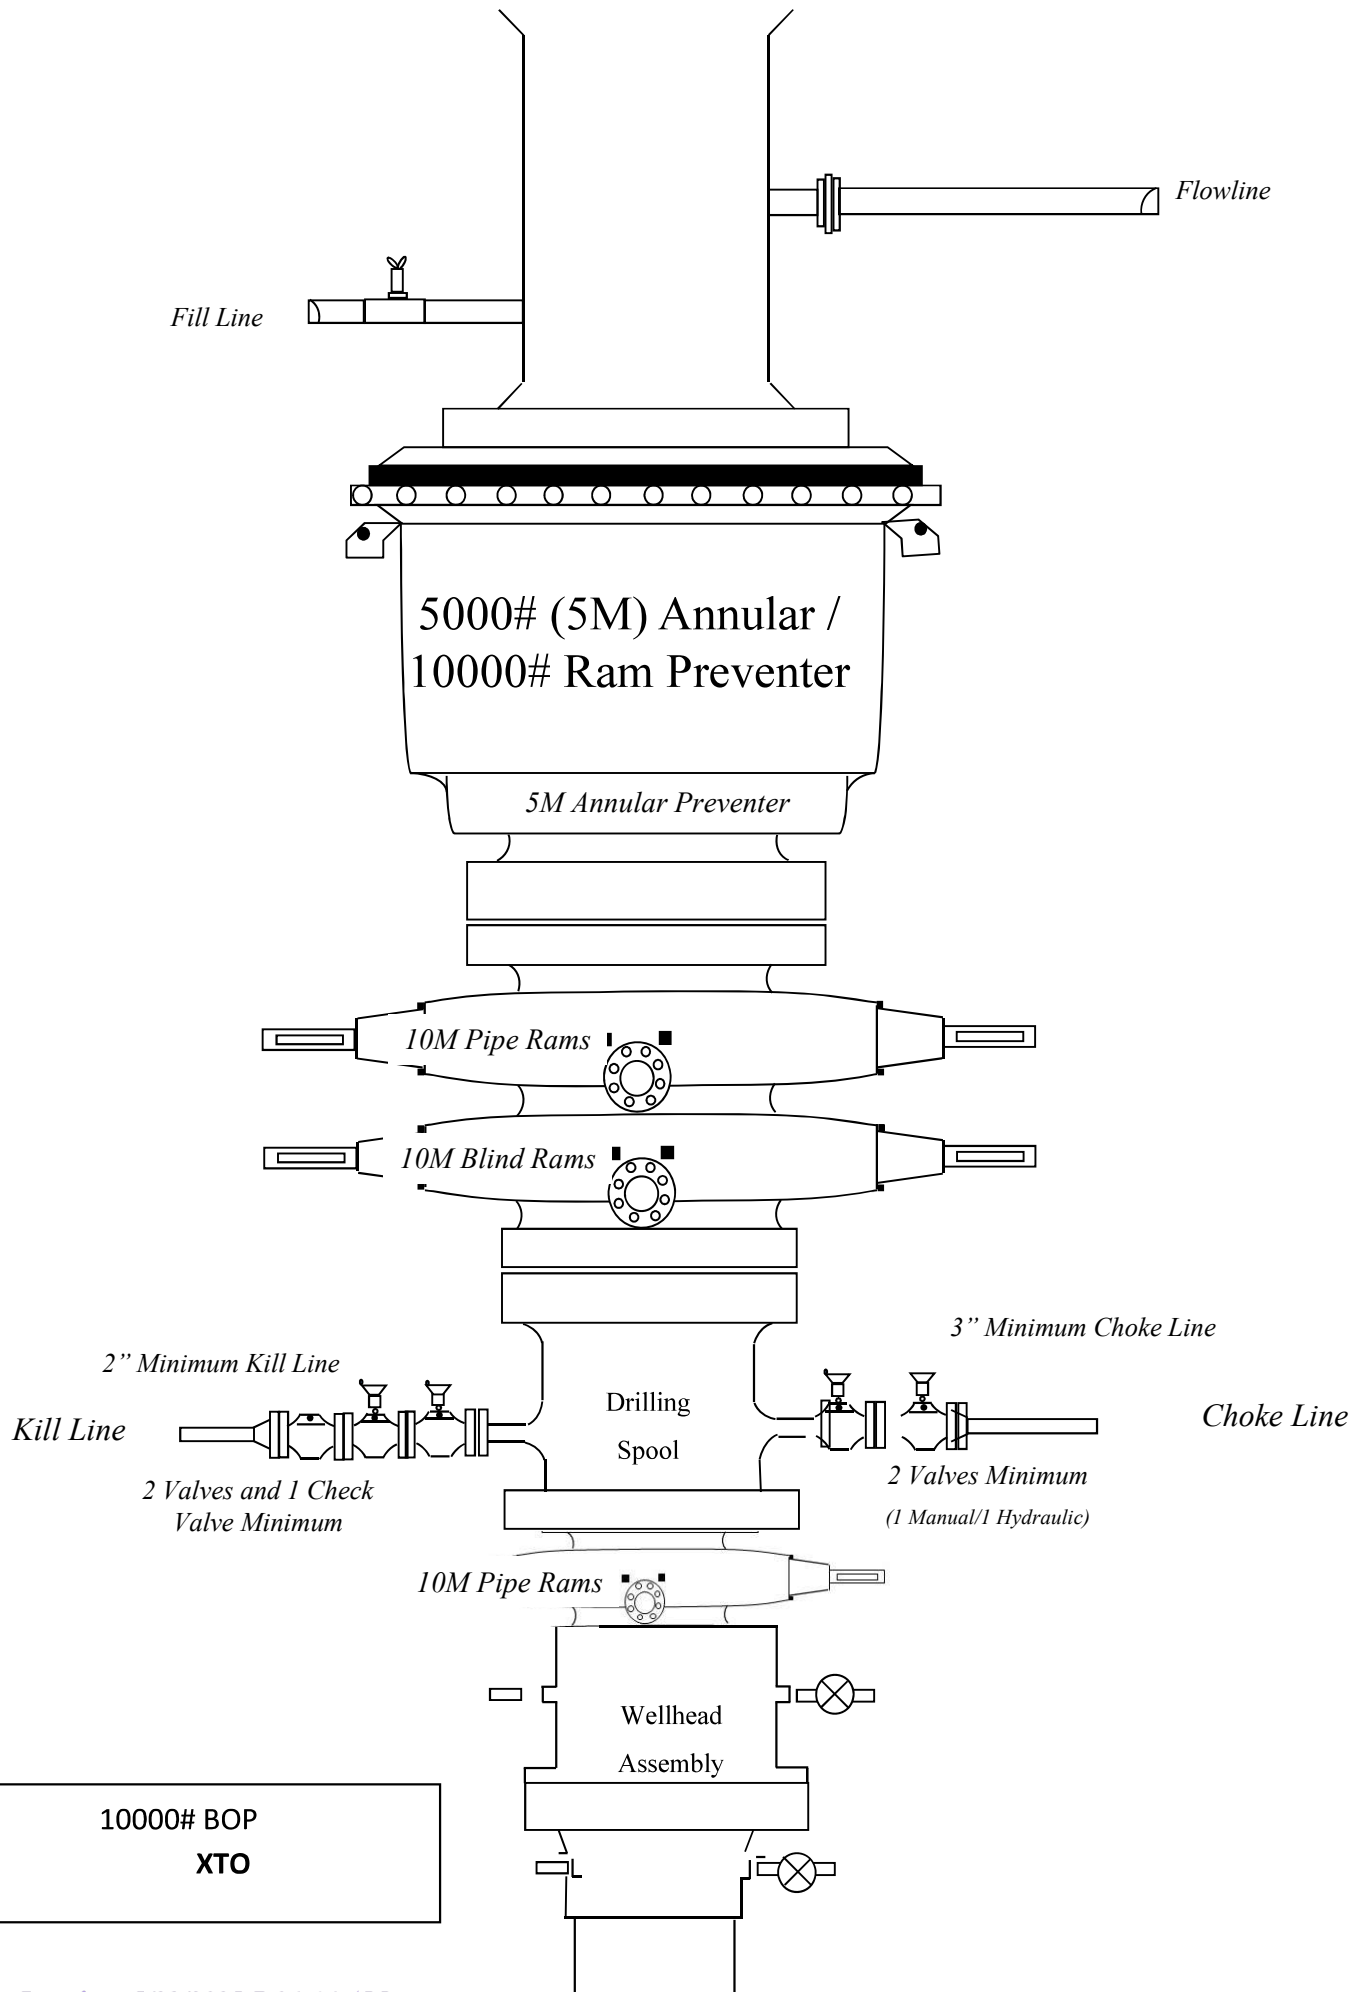 Flowline
Fill Line
5000# (5M) Annular /
10000# Ram Preventer
5M Annular Preventer
10M Pipe Rams
10M Blind Rams
3” Minimum Choke Line
2” Minimum Kill Line
Drilling
Spool
Kill Line
Choke Line
2 Valves and 1 Check
Valve Minimum
2 Valves Minimum
(1 Manual/1 Hydraulic)
10M Pipe Rams
Wellhead
Assembly
10000# BOP
XTO